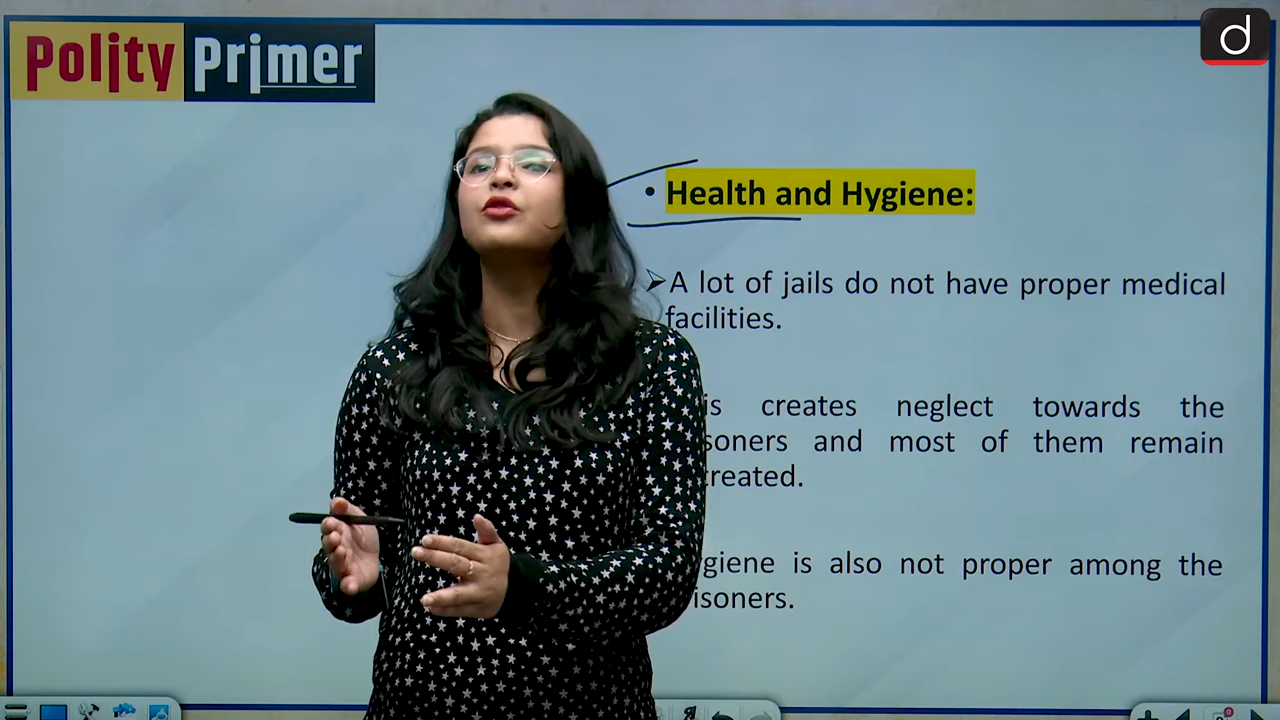 Polity Primer
d
• Health and Hygiene:
➢A lot of jails do not have proper medical
facilities.
creates neglect towards the
and most of them remain
Hygiene is also not proper among the